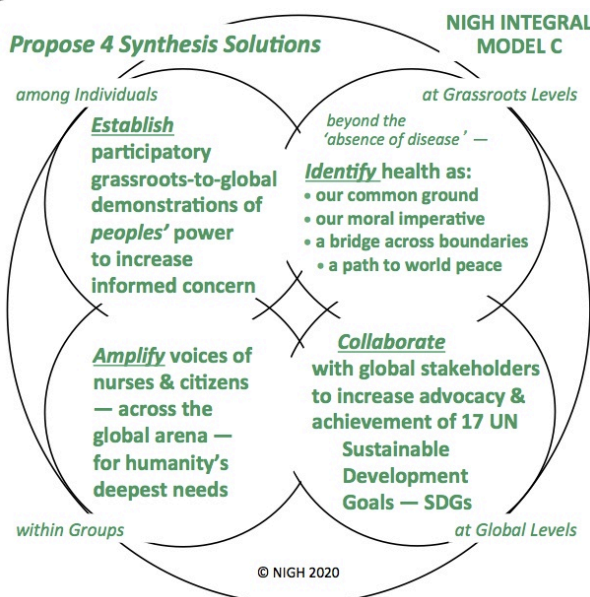 Propose 4 Synthesis Solutions
NIGH INTEGRAL
MODEL C
among Individuals
Establish
participatory
grassroots-to-global
demonstrations of
peoples' power
to increase
informed concern
at Grassroots Levels
beyond the
'absence of disease' —
Identify health as:
• our common ground
• our moral imperative
• a bridge across boundaries
• a path to world peace
Amplify voices of
nurses & citizens
— across the
global arena —
for humanity's
deepest needs
within Groups
Collaborate
with global stakeholders
to increase advocacy &
achievement of 17 UN
Sustainable
Development
Goals — SDGs
at Global Levels
© NIGH 2020